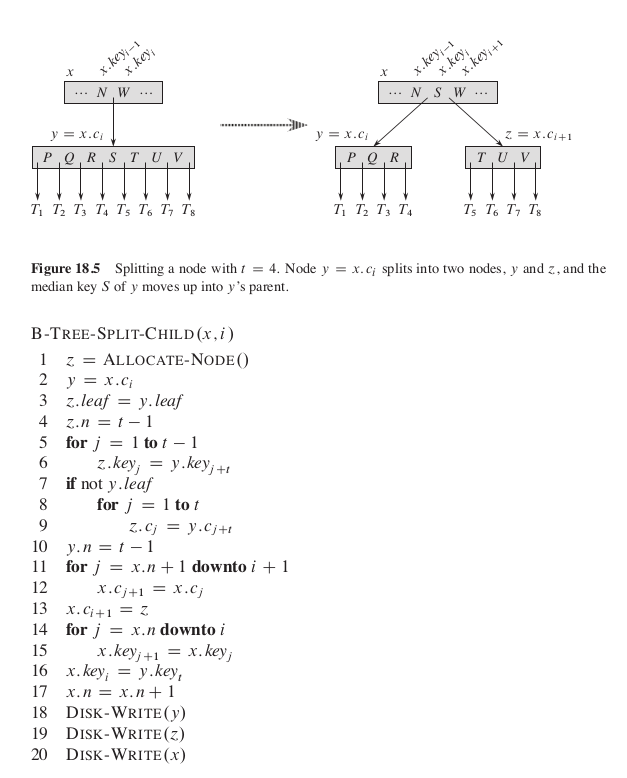 x x.key_{i−1} x.key_i
··· N W ···
y = x.c_i
P Q R S T U V
T_1 T_2 T_3 T_4 T_5 T_6 T_7 T_8
x x.key_{i−1} x.key_i x.key_{i+1}
··· N S W ···
y = x.c_i z = x.c_{i+1}
P Q R T U V
T_1 T_2 T_3 T_4 T_5 T_6 T_7 T_8
Figure 18.5 Splitting a node with t = 4. Node y = x.c_i splits into two nodes, y and z, and the
median key S of y moves up into y's parent.
B-TREE-SPLIT-CHILD(x, i)
1 z = ALLOCATE-NODE()
2 y = x.c_i
3 z.leaf = y.leaf
4 z.n = t − 1
5 for j = 1 to t − 1
6 z.key_j = y.key_{j+t}
7 if not y.leaf
8 for j = 1 to t
9 z.c_j = y.c_{j+t}
10 y.n = t − 1
11 for j = x.n + 1 downto i + 1
12 x.c_{j+1} = x.c_j
13 x.c_{i+1} = z
14 for j = x.n downto i
15 x.key_{j+1} = x.key_j
16 x.key_i = y.key_t
17 x.n = x.n + 1
18 DISK-WRITE(y)
19 DISK-WRITE(z)
20 DISK-WRITE(x)